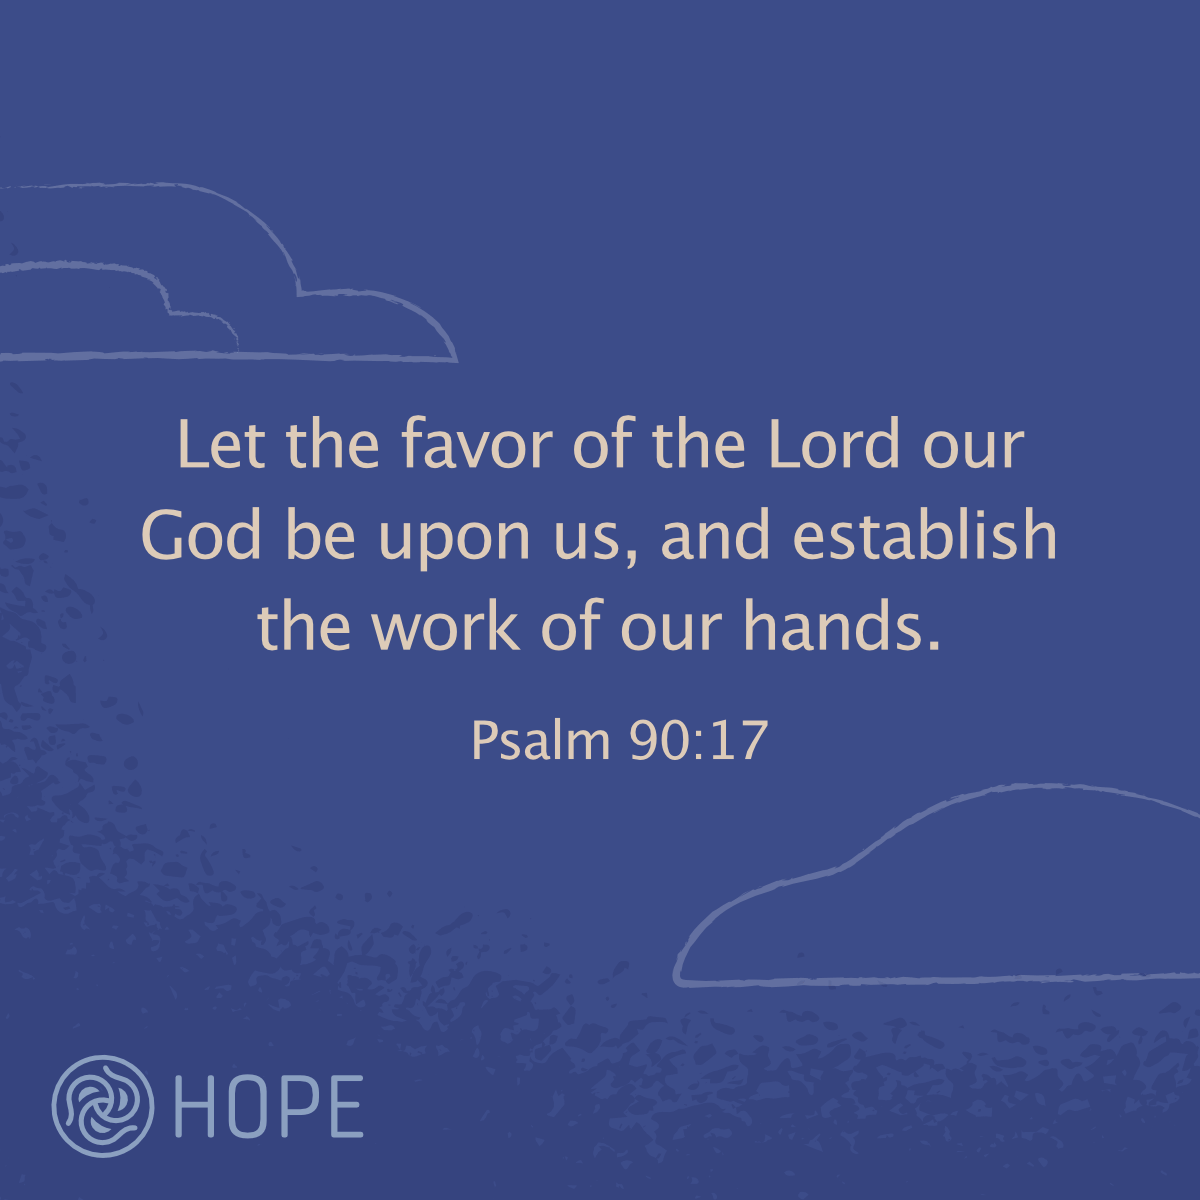 Let the favor of the Lord our
God be upon us, and establish
the work of our hands.
Psalm 90:17
HOPE